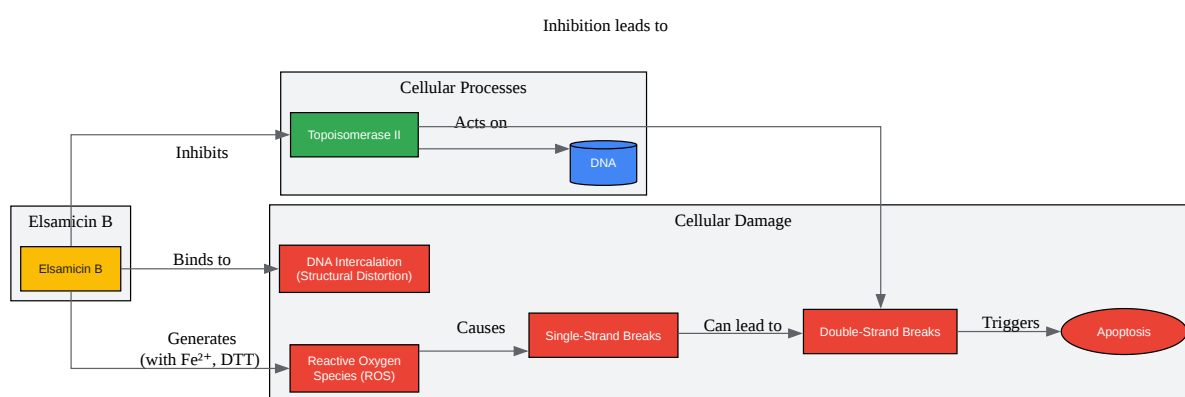 Inhibition leads to
Cellular Processes
Topoisomerase II
Acts on
DNA
Inhibits
Elsamicin B
Elsamicin B
Binds to
Generates
(with Fe²⁺, DTT)
Cellular Damage
DNA Intercalation
(Structural Distortion)
Reactive Oxygen
Species (ROS)
Causes
Single-Strand Breaks
Can lead to
Double-Strand Breaks
Triggers
Apoptosis